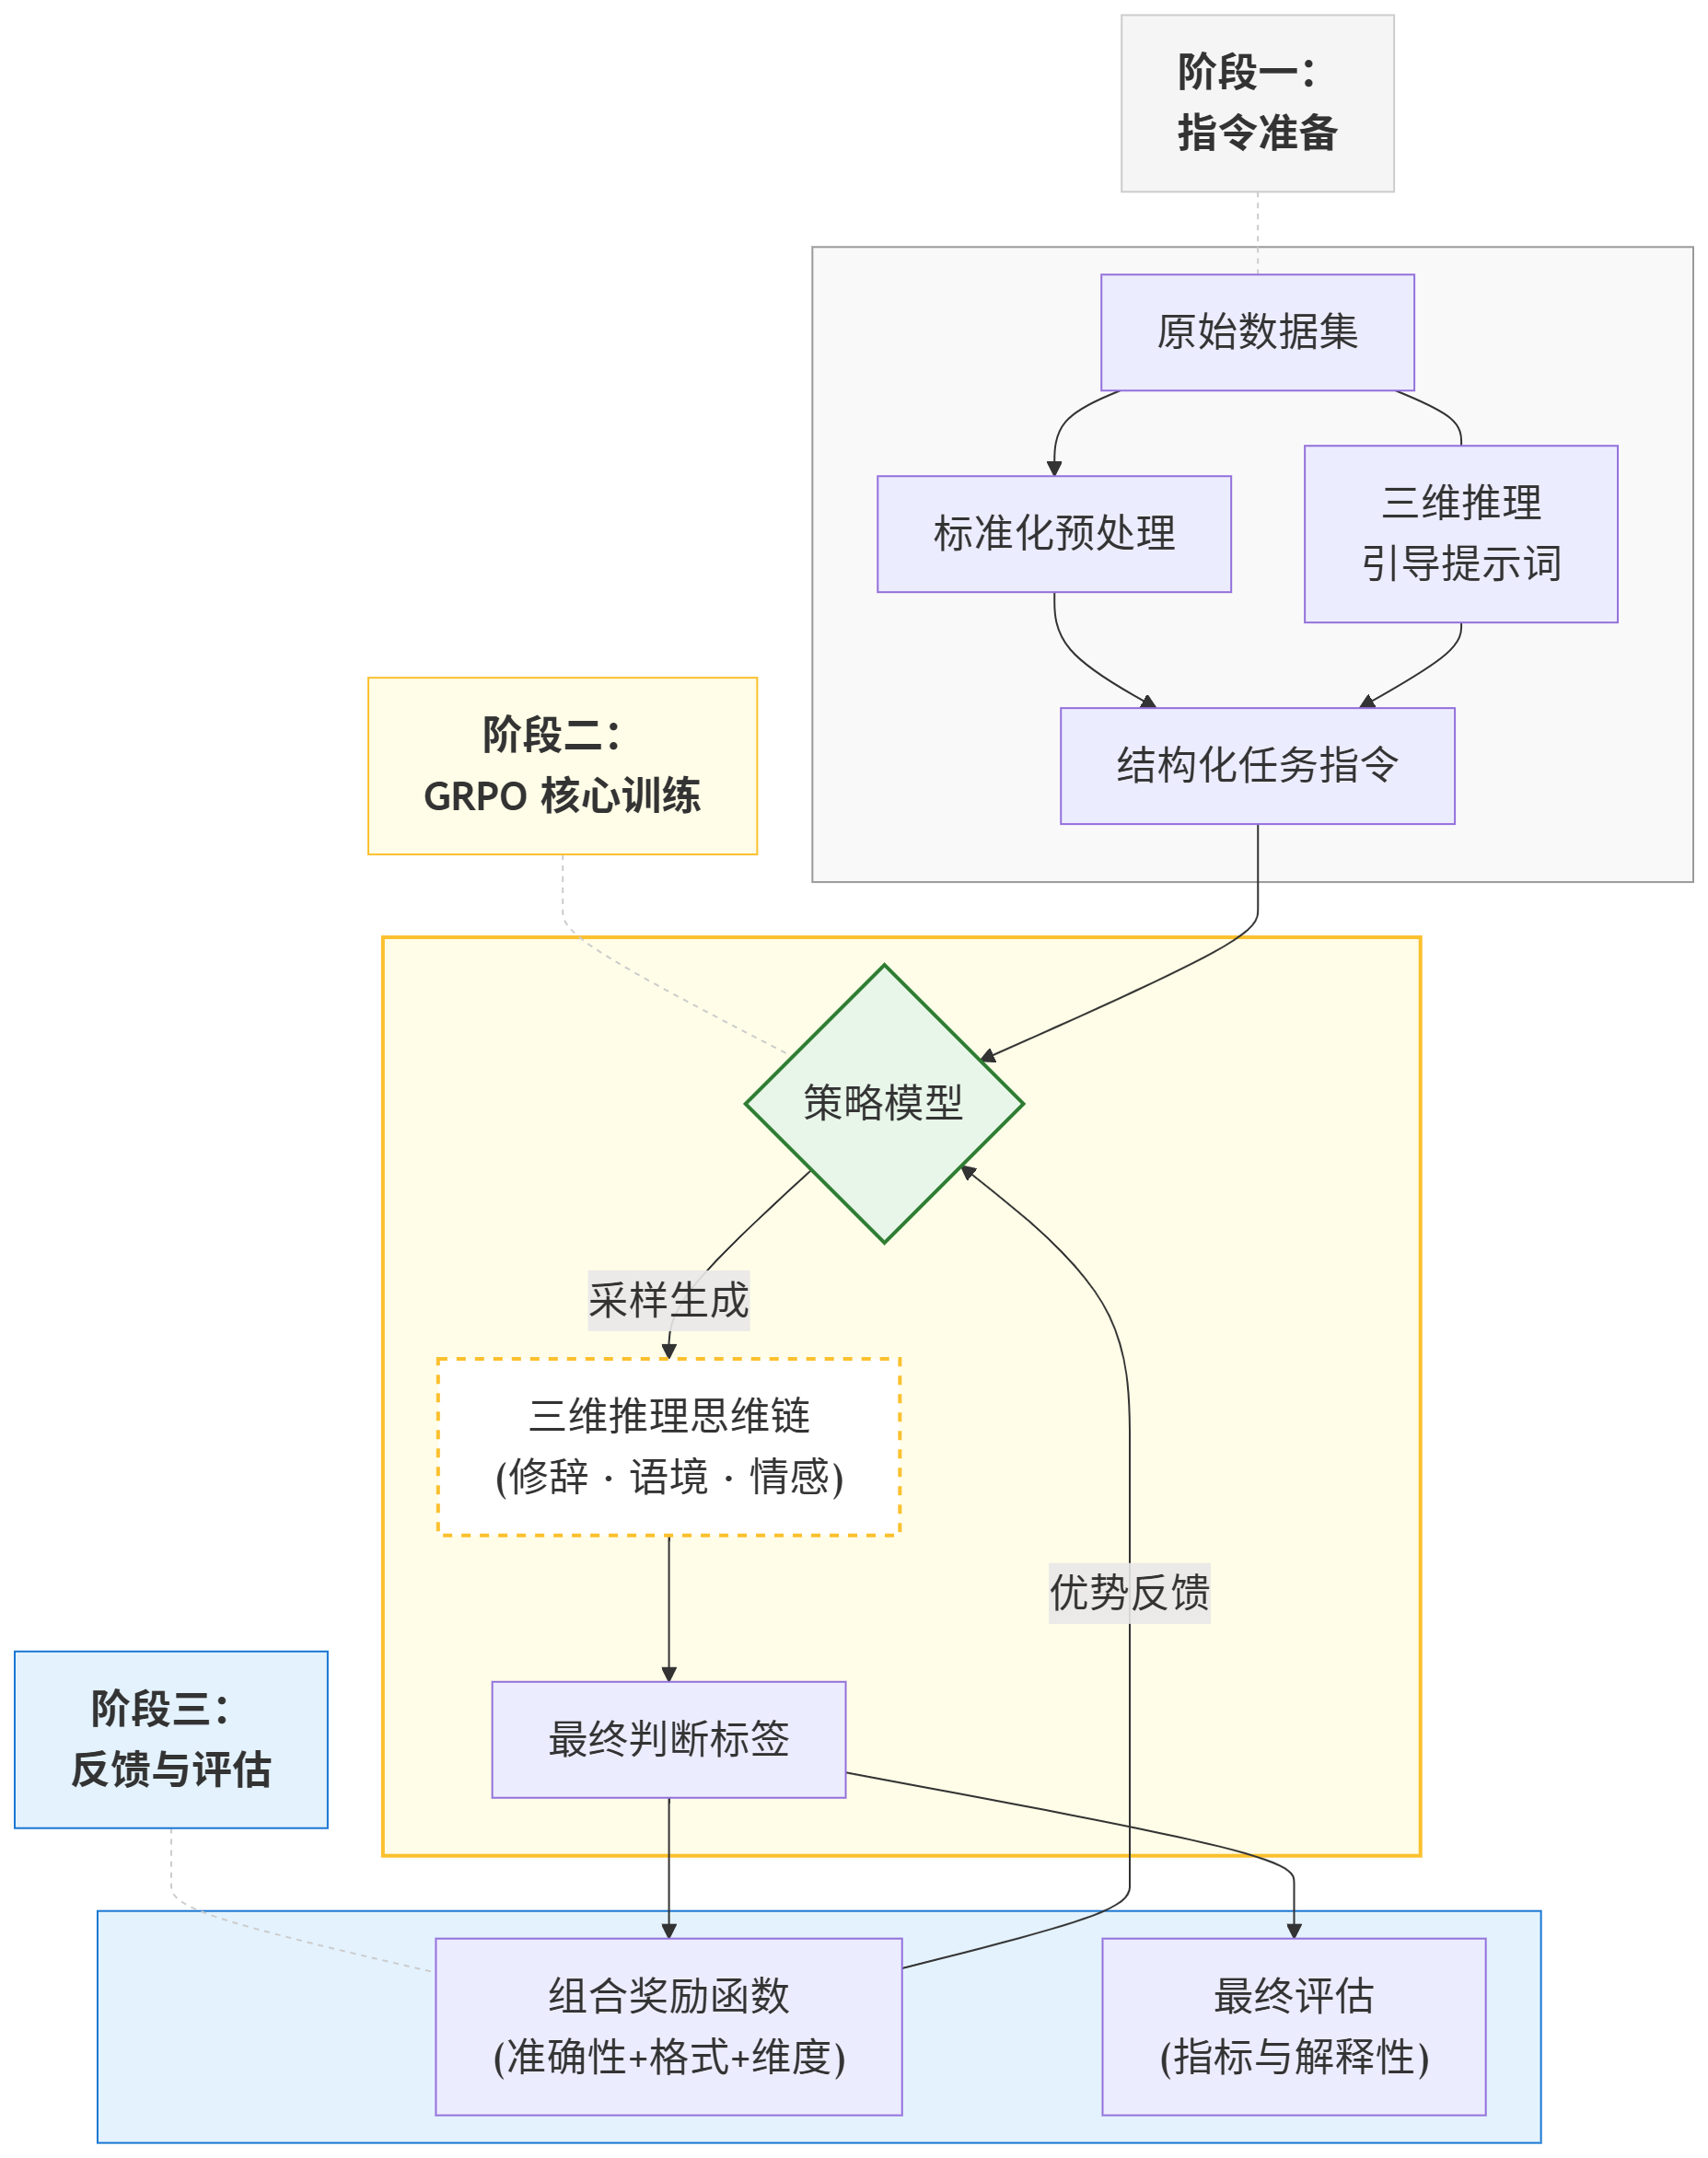 阶段一：
指令准备
原始数据集
标准化预处理
三维推理
引导提示词
结构化任务指令
阶段二：
GRPO 核心训练
策略模型
采样生成
三维推理思维链
(修辞 · 语境 · 情感)
优势反馈
最终判断标签
阶段三：
反馈与评估
组合奖励函数
(准确性+格式+维度)
最终评估
(指标与解释性)